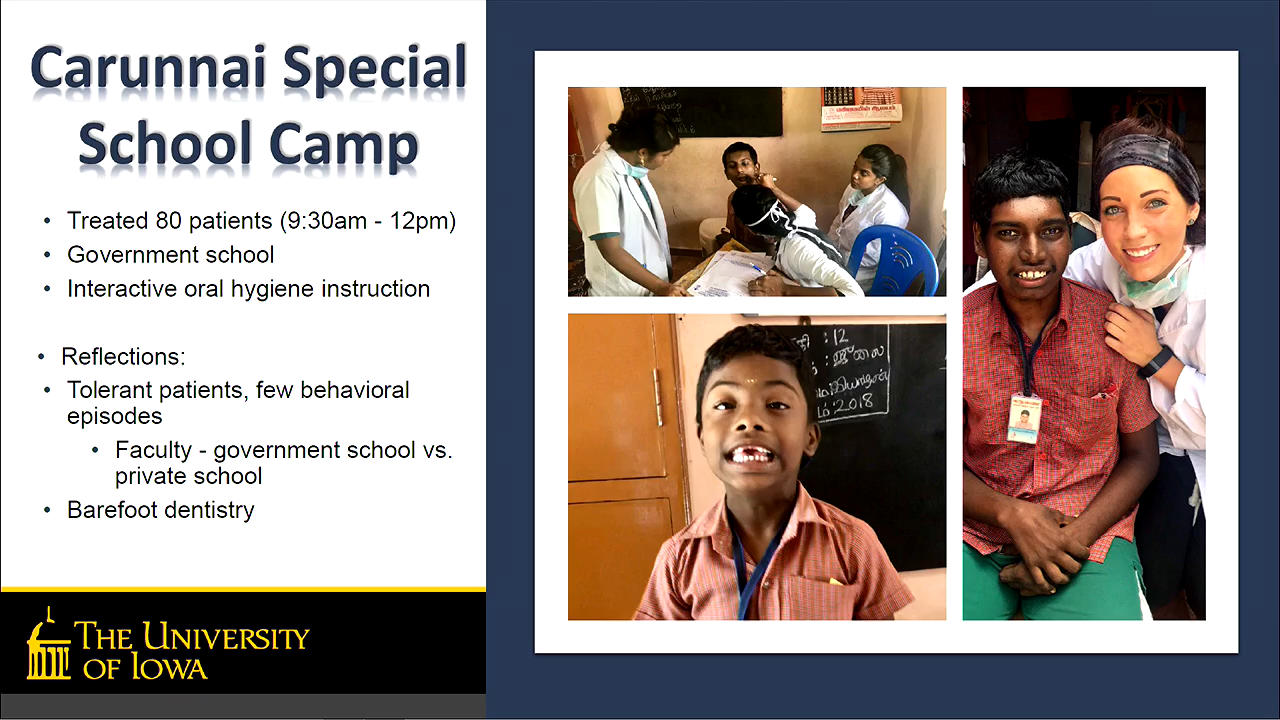 Carunnai Special
School Camp
• Treated 80 patients (9:30am - 12pm)
• Government school
• Interactive oral hygiene instruction
• Reflections:
• Tolerant patients, few behavioral
episodes
• Faculty - government school vs.
private school
• Barefoot dentistry
THE UNIVERSITY
OF IOWA
: 12
: ஜூலை
2018